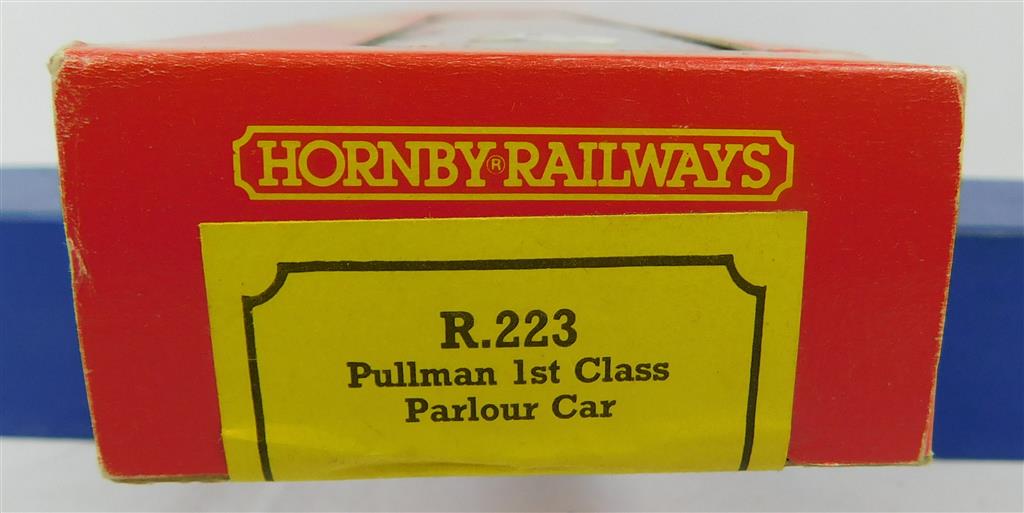 HORNBY® RAILWAYS
R.223
Pullman 1st Class
Parlour Car